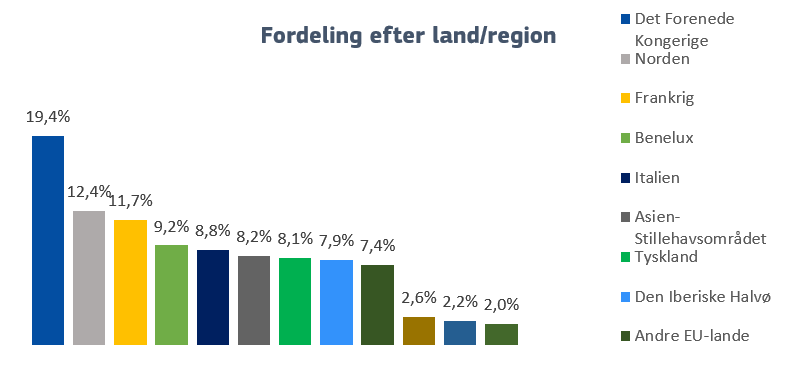 Fordeling efter land/region
19,4%
12,4%
11,7%
9,2%
8,8%
8,2%
8,1%
7,9%
7,4%
2,6%
2,2%
2,0%
Det Forenede
Kongerige
Norden
Frankrig
Benelux
Italien
Asien-
Stillehavsområdet
Tyskland
Den Iberiske Halvø
Andre EU-lande